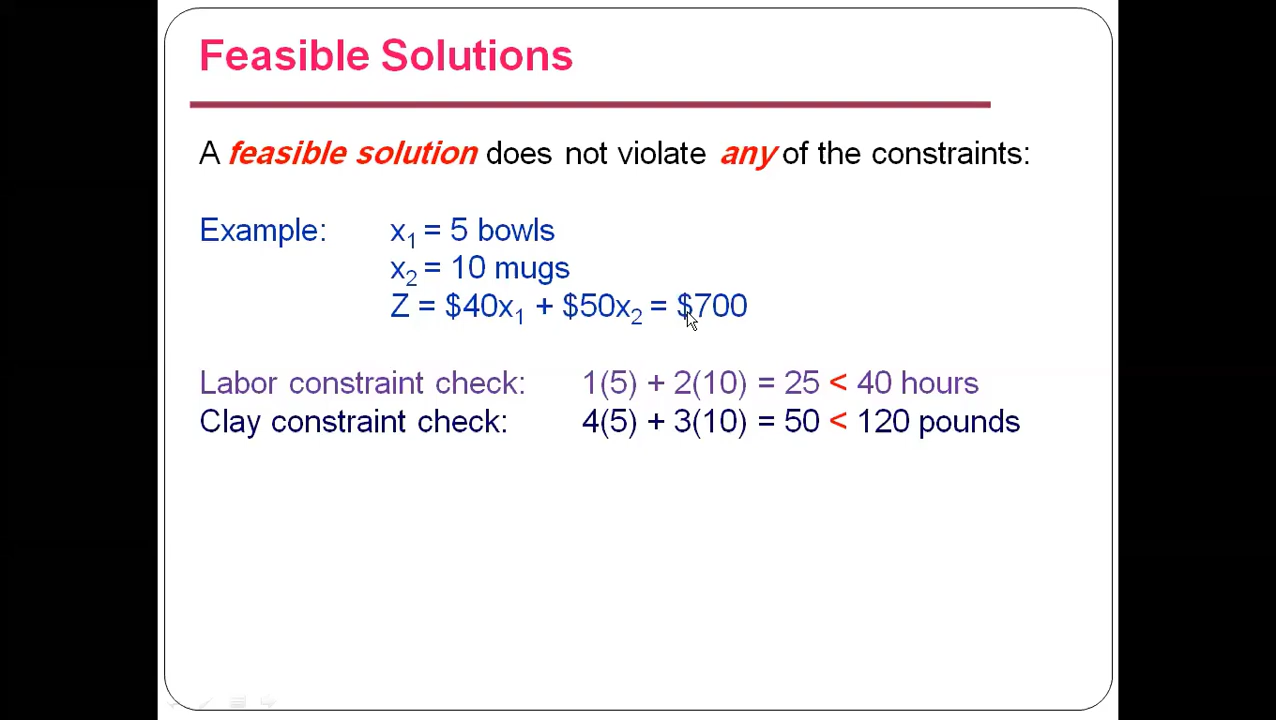 Feasible Solutions
A feasible solution does not violate any of the constraints:
Example: x₁ = 5 bowls
x₂ = 10 mugs
Z = $40x₁ + $50x₂ = $700
Labor constraint check: 1(5) + 2(10) = 25 < 40 hours
Clay constraint check: 4(5) + 3(10) = 50 < 120 pounds